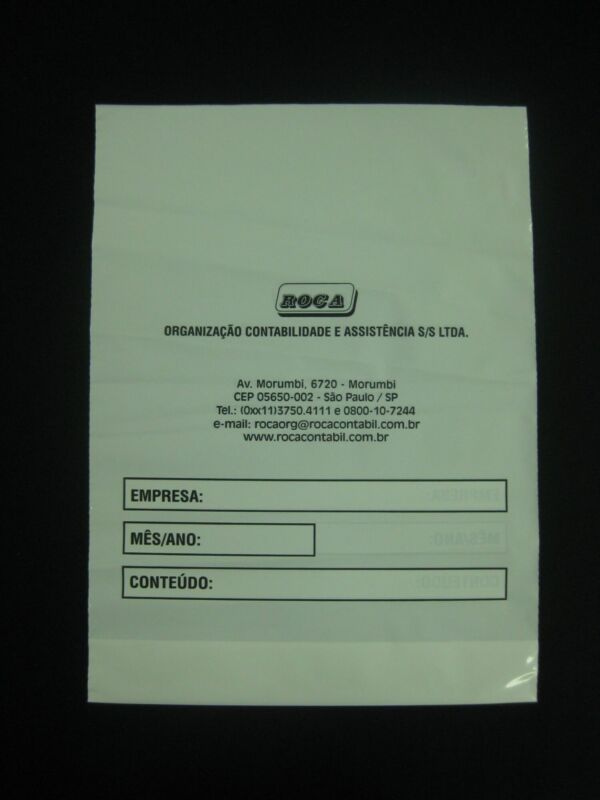 ROCA
ORGANIZAÇÃO CONTABILIDADE E ASSISTÊNCIA S/S LTDA.
Av. Morumbi, 6720 - Morumbi
CEP 05650-002 - São Paulo / SP
Tel.: (0xx11)3750.4111 e 0800-10-7244
e-mail: rocaorg@rocacontabil.com.br
www.rocacontabil.com.br
EMPRESA:
MÊS/ANO:
CONTEÚDO: